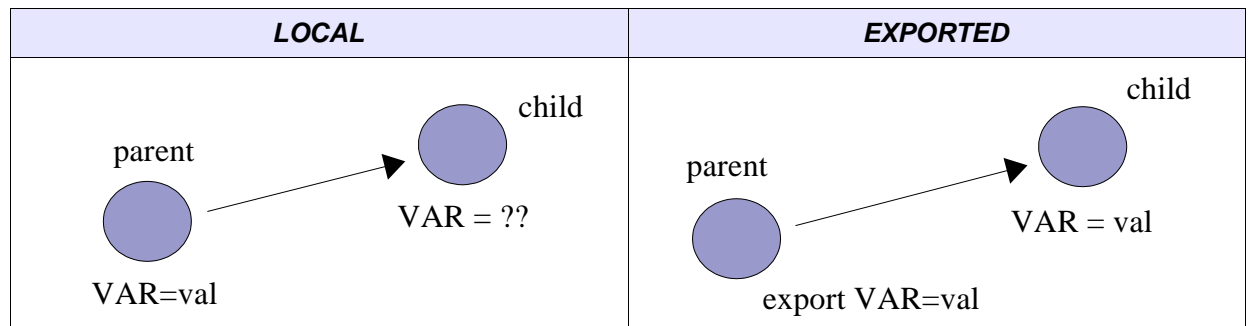 LOCAL
EXPORTED
child
parent
VAR = ??
VAR=val
child
parent
VAR = val
export VAR=val